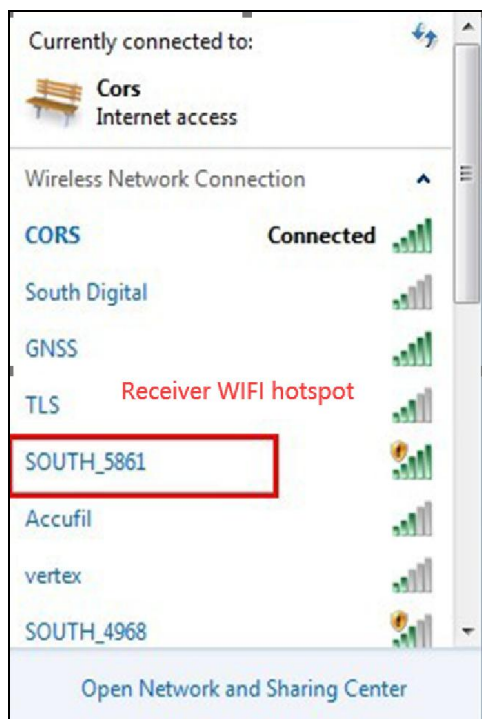 Currently connected to:
Cors
Internet access
Wireless Network Connection
CORS Connected
South Digital
GNSS
Receiver WIFI hotspot
TLS
SOUTH_5861
Accufil
vertex
SOUTH_4968
Open Network and Sharing Center